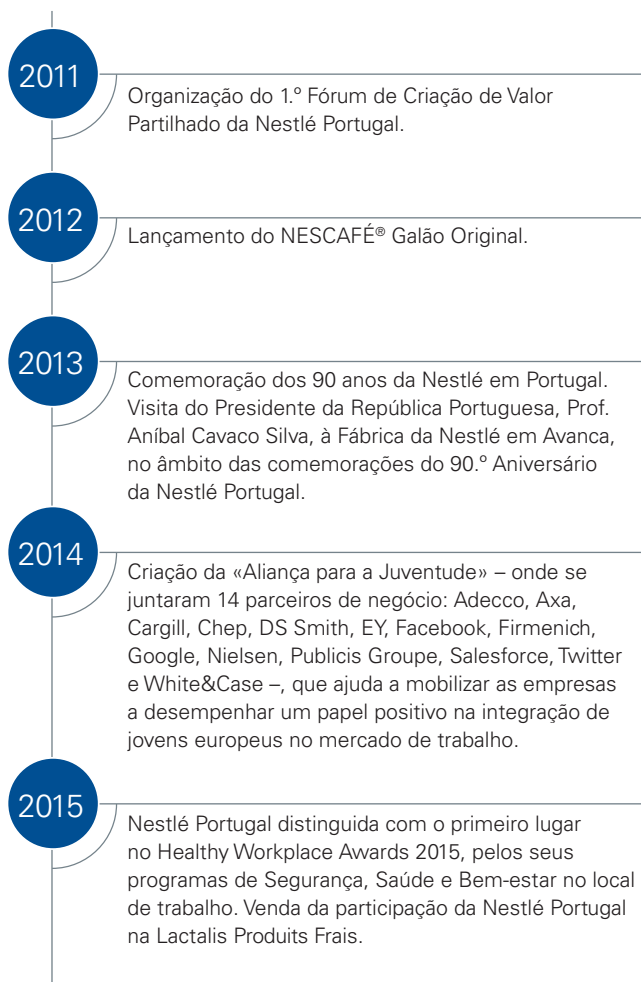 2011
Organização do 1.º Fórum de Criação de Valor
Partilhado da Nestlé Portugal.
2012
Lançamento do NESCAFÉ® Galão Original.
2013
Comemoração dos 90 anos da Nestlé em Portugal.
Visita do Presidente da República Portuguesa, Prof.
Aníbal Cavaco Silva, à Fábrica da Nestlé em Avanca,
no âmbito das comemorações do 90.º Aniversário
da Nestlé Portugal.
2014
Criação da «Aliança para a Juventude» – onde se
juntaram 14 parceiros de negócio: Adecco, Axa,
Cargill, Chep, DS Smith, EY, Facebook, Firmenich,
Google, Nielsen, Publicis Groupe, Salesforce, Twitter
e White&Case –, que ajuda a mobilizar as empresas
a desempenhar um papel positivo na integração de
jovens europeus no mercado de trabalho.
2015
Nestlé Portugal distinguida com o primeiro lugar
no Healthy Workplace Awards 2015, pelos seus
programas de Segurança, Saúde e Bem-estar no local
de trabalho. Venda da participação da Nestlé Portugal
na Lactalis Produits Frais.